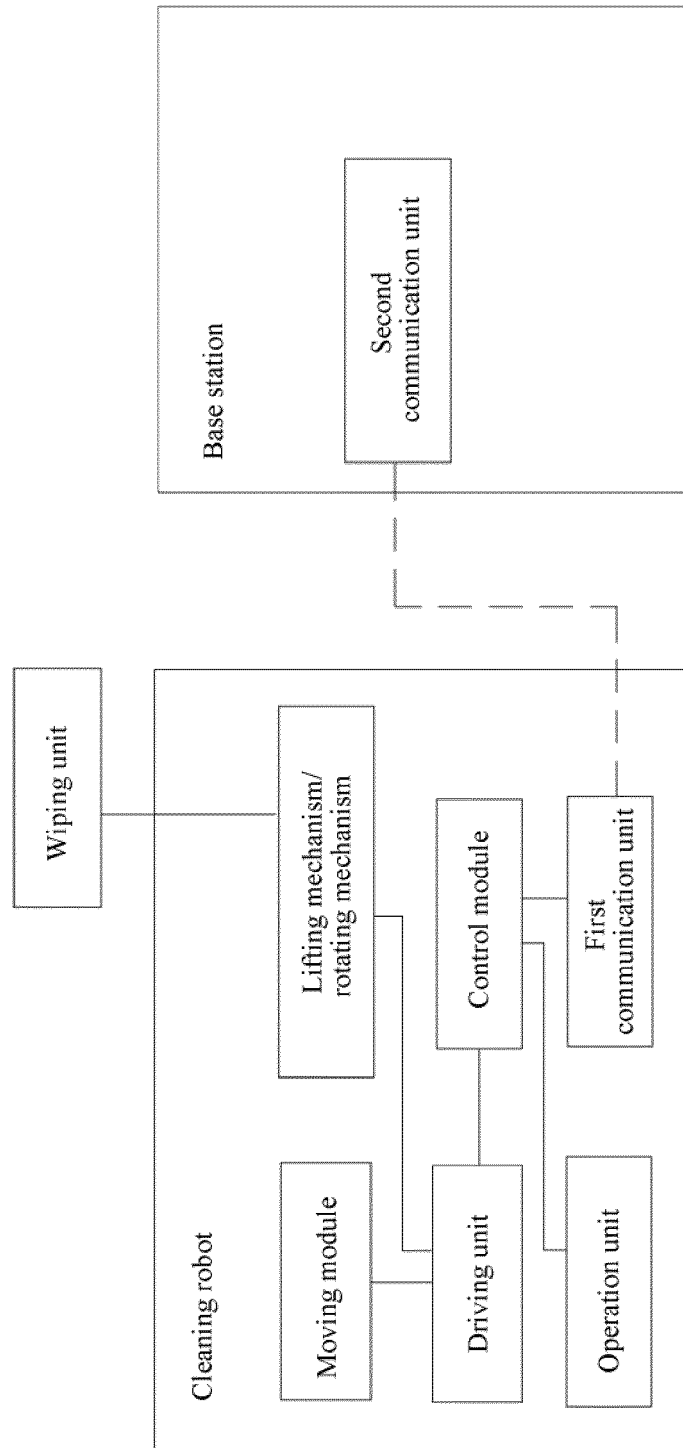 Cleaning robot
Moving module
Driving unit
Operation unit
Lifting mechanism/
rotating mechanism
Control module
First
communication unit
Wiping unit
Base station
Second
communication unit